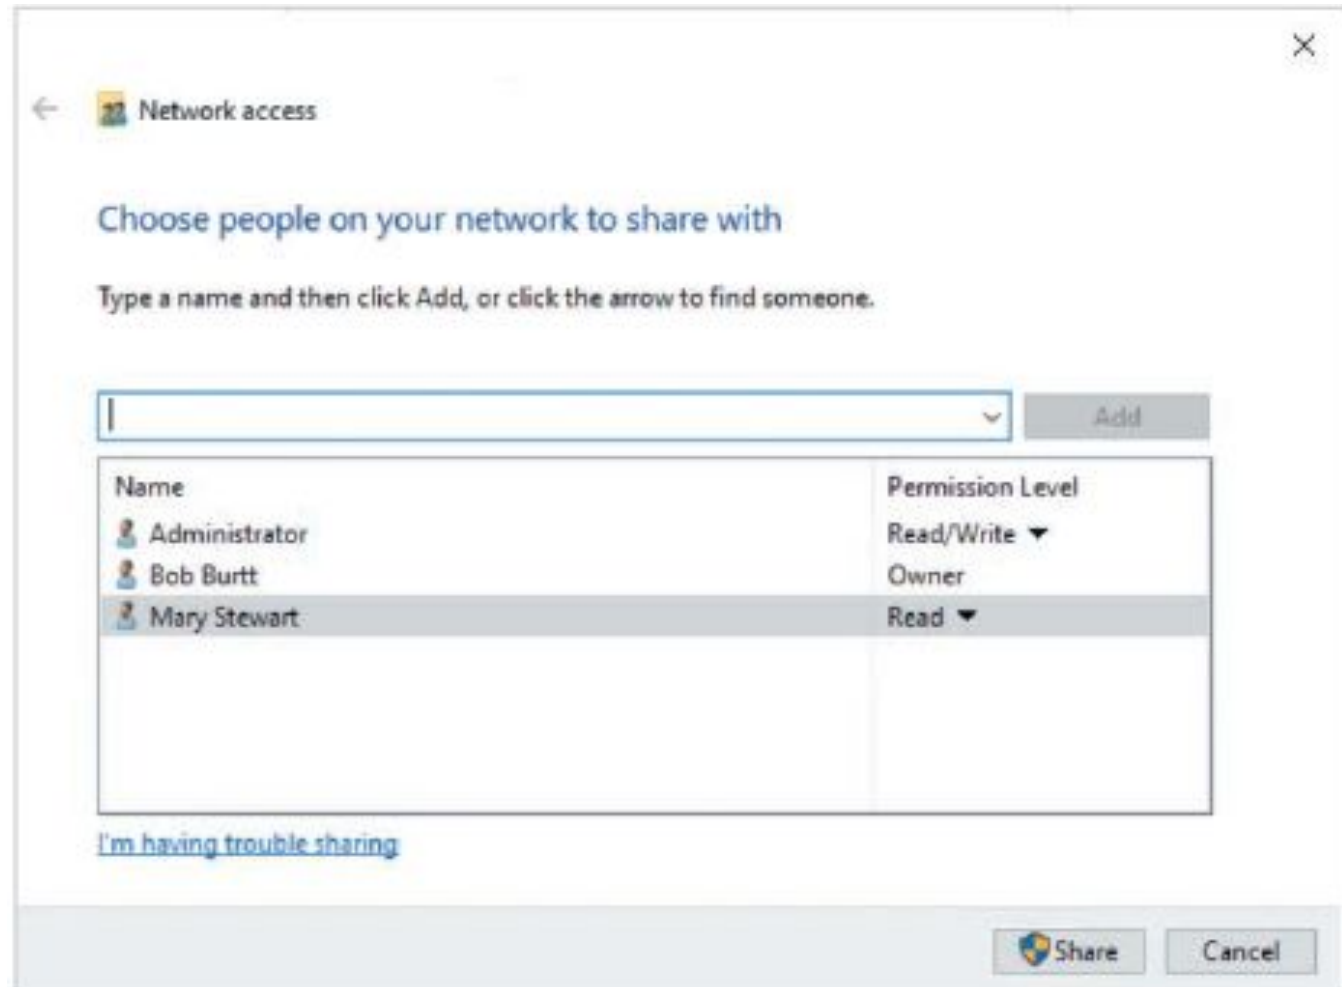 Network access
Choose people on your network to share with
Type a name and then click Add, or click the arrow to find someone.
Add
Name Permission Level
Administrator Read/Write
Bob Burtt Owner
Mary Stewart Read
I'm having trouble sharing
Share Cancel